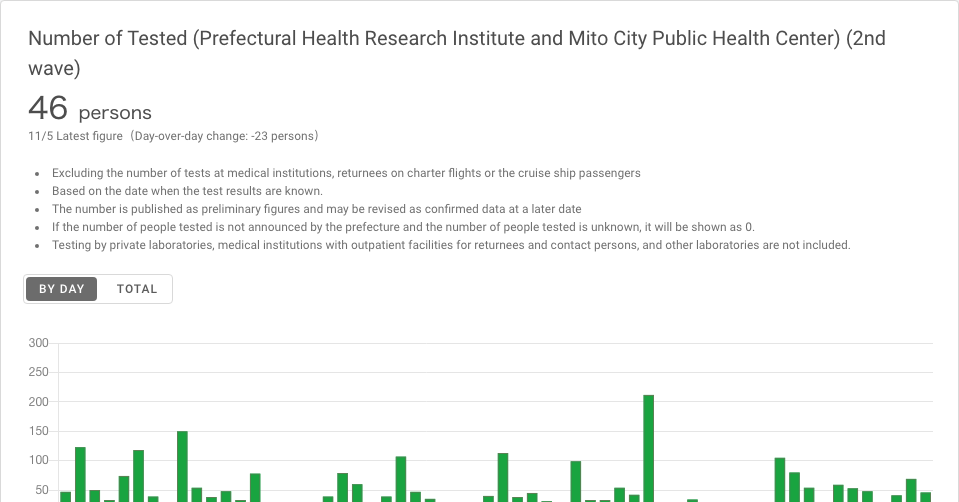 Number of Tested (Prefectural Health Research Institute and Mito City Public Health Center) (2nd
wave)
46 persons
11/5 Latest figure（Day-over-day change: -23 persons）
• Excluding the number of tests at medical institutions, returnees on charter flights or the cruise ship passengers
• Based on the date when the test results are known.
• The number is published as preliminary figures and may be revised as confirmed data at a later date
• If the number of people tested is not announced by the prefecture and the number of people tested is unknown, it will be shown as 0.
• Testing by private laboratories, medical institutions with outpatient facilities for returnees and contact persons, and other laboratories are not included.
BY DAY TOTAL
300
250
200
150
100
50